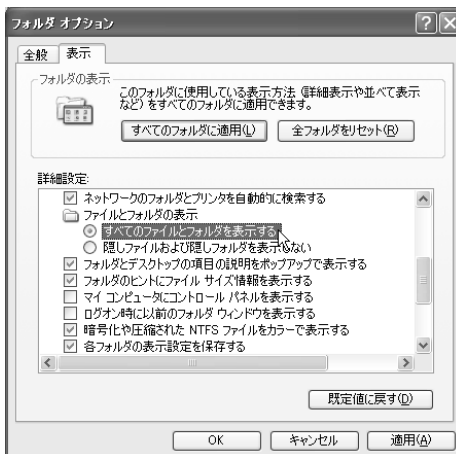 フォルダ オプション
全般 表示
フォルダの表示
このフォルダに使用している表示方法 (詳細表示や並べて表示
など) をすべてのフォルダに適用できます。
すべてのフォルダに適用(L) 全フォルダをリセット(R)
詳細設定:
ネットワークのフォルダとプリンタを自動的に検索する
ファイルとフォルダの表示
すべてのファイルとフォルダを表示する
隠しファイルおよび隠しフォルダを表示しない
フォルダとデスクトップの項目の説明をポップアップで表示する
フォルダのヒントにファイル サイズ情報を表示する
マイ コンピュータにコントロール パネルを表示する
ログオン時に以前のフォルダ ウィンドウを表示する
暗号化や圧縮された NTFS ファイルをカラーで表示する
各フォルダの表示設定を保存する
既定値に戻す(D)
OK キャンセル 適用(A)